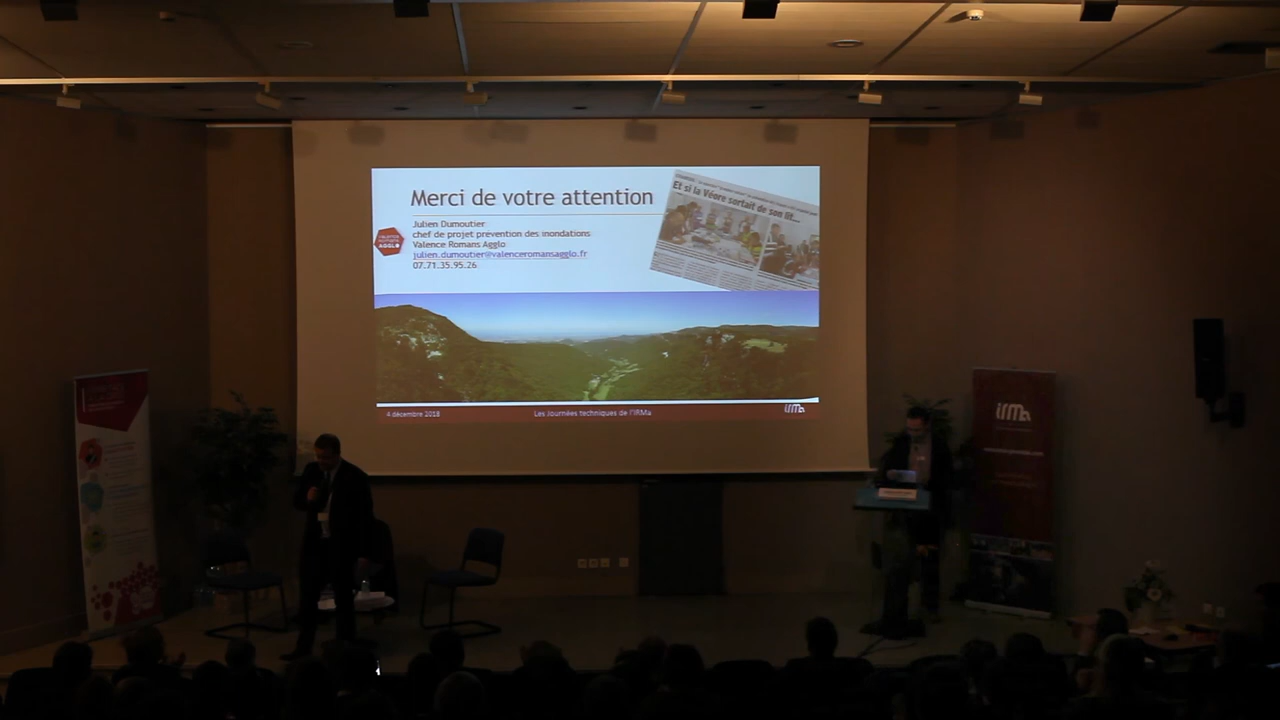 Merci de votre attention
Julien Dumoutier
chef de projet prevention des inondations
Valence Romans Agglo
julien.dumoutier@valenceromansagglo.fr
07.71.35.95.26
AGGLO
Et si la Véore sortait de son lit...
4 décembre 2018
Les Journées techniques de l'IRMa
irma
irma